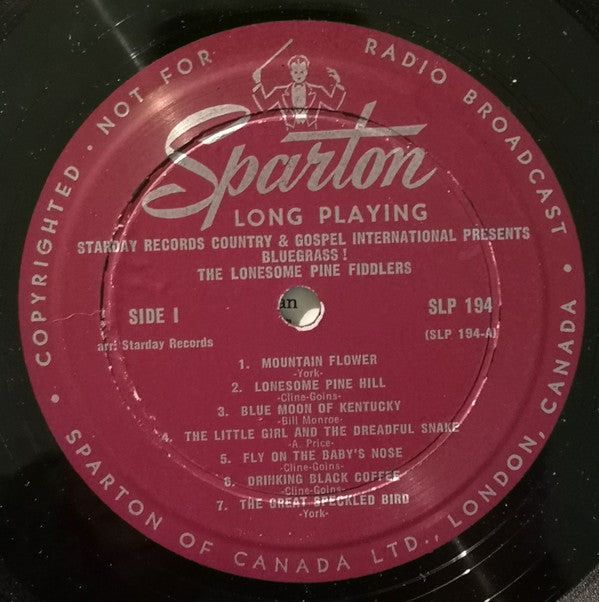 COPYRIGHTED • NOT FOR RADIO BROADCAST •
Sparton
LONG PLAYING
STARDAY RECORDS COUNTRY & GOSPEL INTERNATIONAL PRESENTS
BLUEGRASS !
THE LONESOME PINE FIDDLERS
SIDE I
SLP 194
arr: Starday Records
(SLP 194-A)
an
1. MOUNTAIN FLOWER
-York-
2. LONESOME PINE HILL
-Cline-Goins-
3. BLUE MOON OF KENTUCKY
-Bill Monroe-
4. THE LITTLE GIRL AND THE DREADFUL SNAKE
-A. Price-
5. FLY ON THE BABY'S NOSE
-Cline-Goins-
6. DRINKING BLACK COFFEE
-Cline-Goins-
7. THE GREAT SPECKLED BIRD
-York-
• SPARTON OF CANADA LTD., LONDON, CANADA